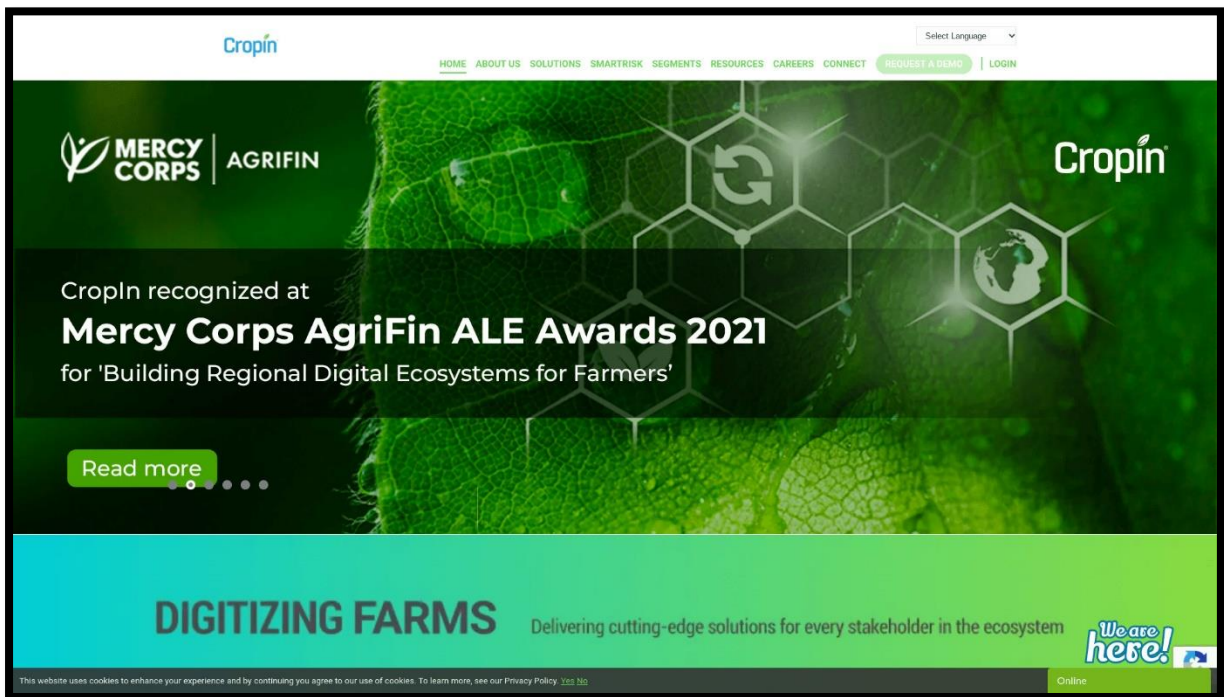 Cropin
Select Language
HOME ABOUT US SOLUTIONS SMARTRISK SEGMENTS RESOURCES CAREERS CONNECT REQUEST A DEMO | LOGIN
MERCY CORPS | AGRIFIN
Cropin
CropIn recognized at
Mercy Corps AgriFin ALE Awards 2021
for 'Building Regional Digital Ecosystems for Farmers’
Read more
DIGITIZING FARMS Delivering cutting-edge solutions for every stakeholder in the ecosystem
We are here!
This website uses cookies to enhance your experience and by continuing you agree to our use of cookies. To learn more, see our Privacy Policy. Yes No
Online